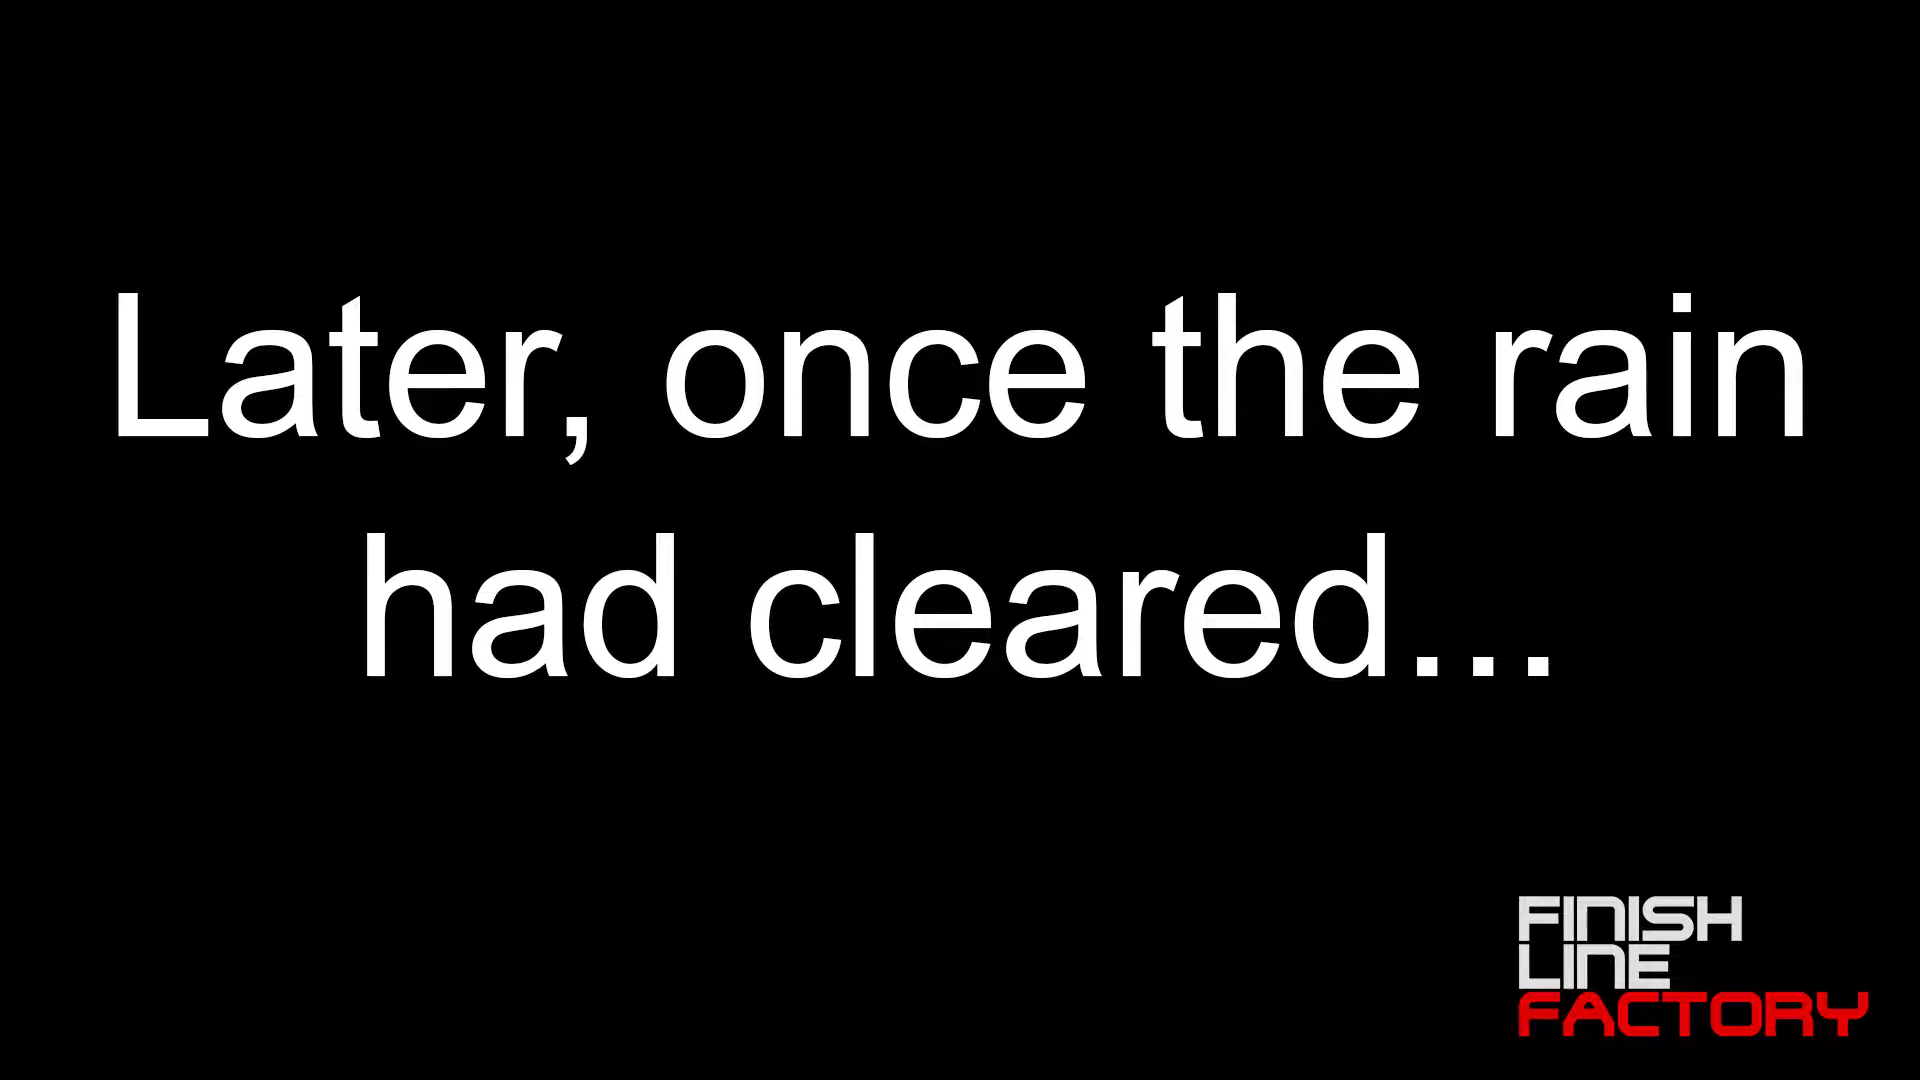 Later, once the rain
had cleared...
FINISH
LINE
FACTORY